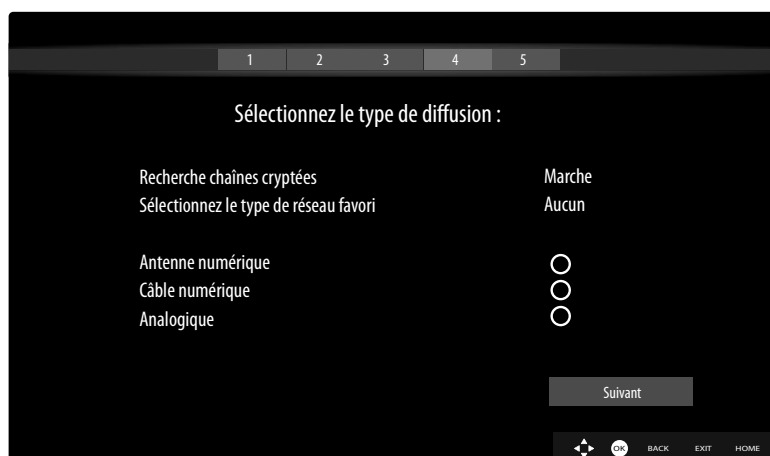 1 2 3 4 5
Sélectionnez le type de diffusion :
Recherche chaînes cryptées Marche
Sélectionnez le type de réseau favori Aucun
Antenne numérique
Câble numérique
Analogique
Suivant
OK BACK EXIT HOME